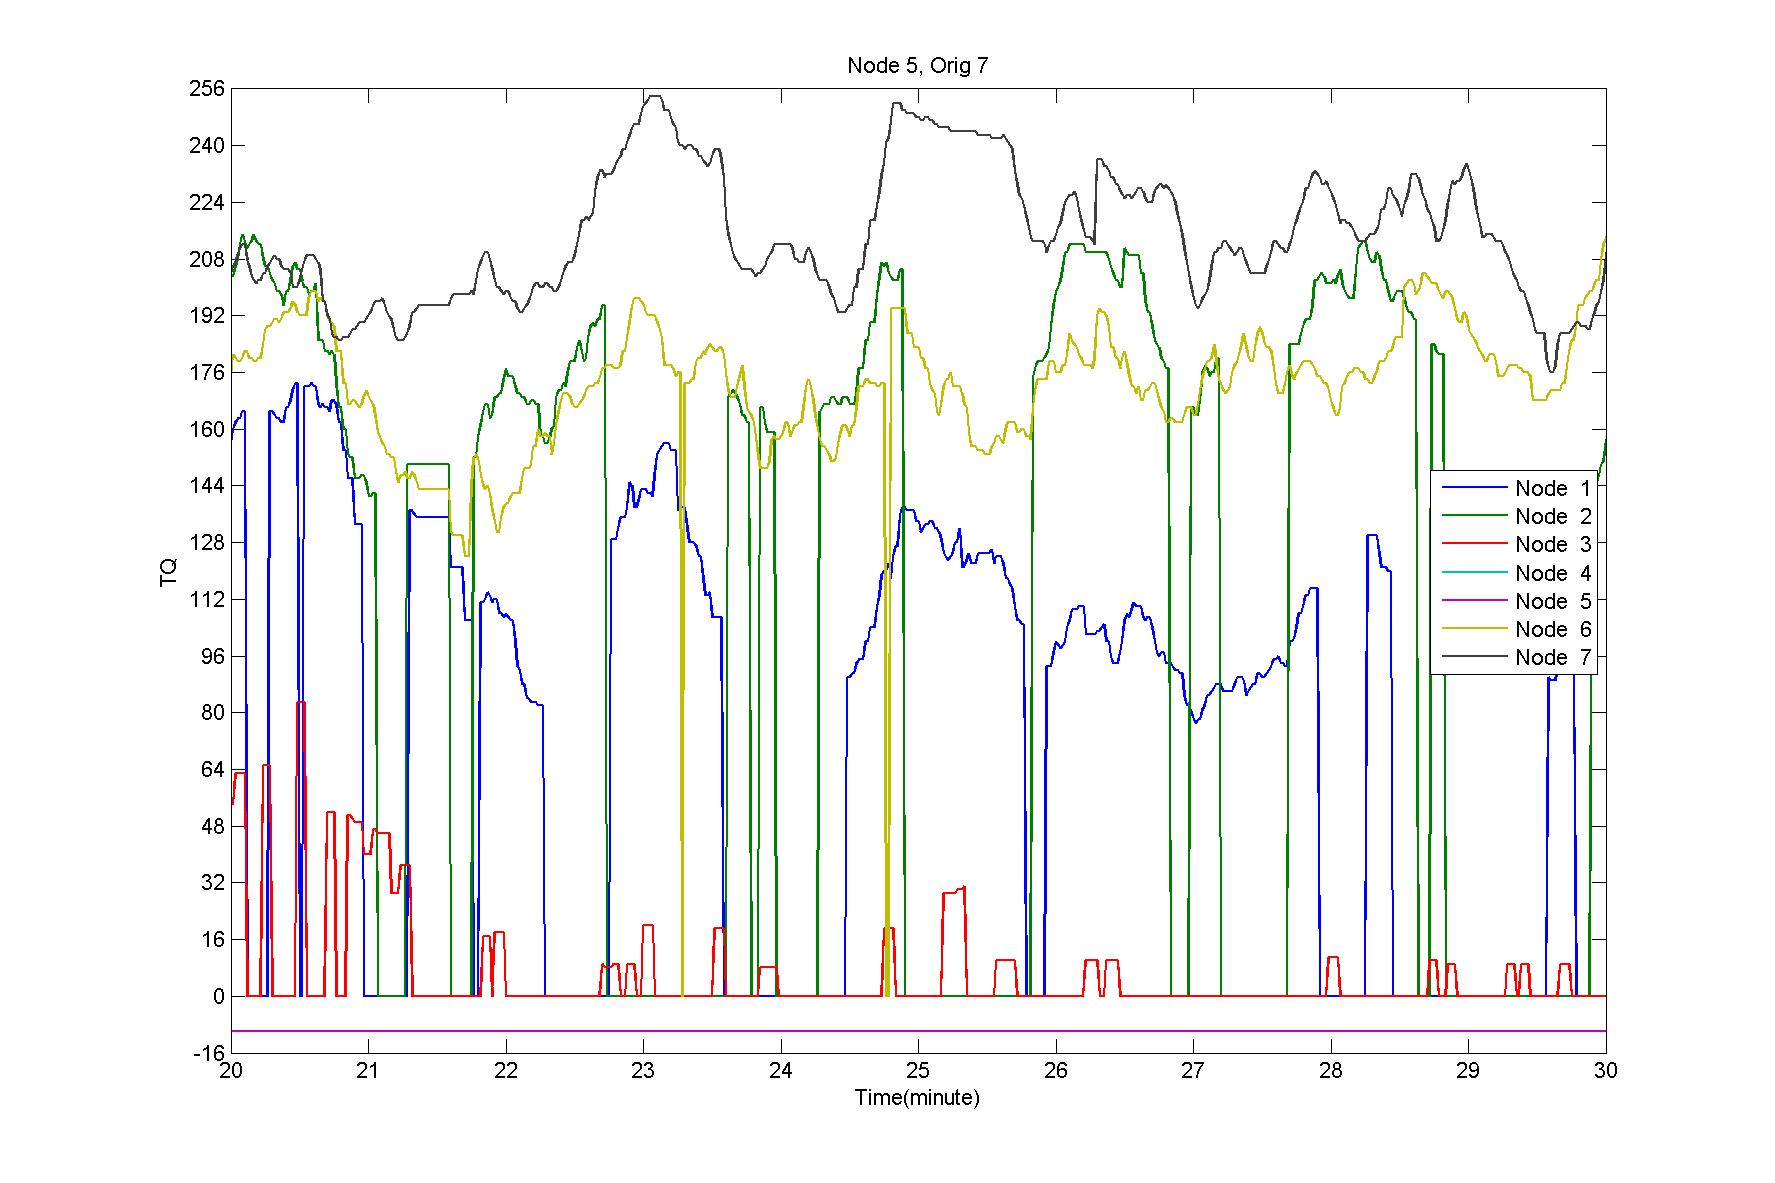 Node 5, Orig 7
256
240
224
208
192
176
160
144
128
112
96
80
64
48
32
16
0
-16
TQ
Node 1
Node 2
Node 3
Node 4
Node 5
Node 6
Node 7
20 21 22 23 24 25 26 27 28 29 30
Time(minute)